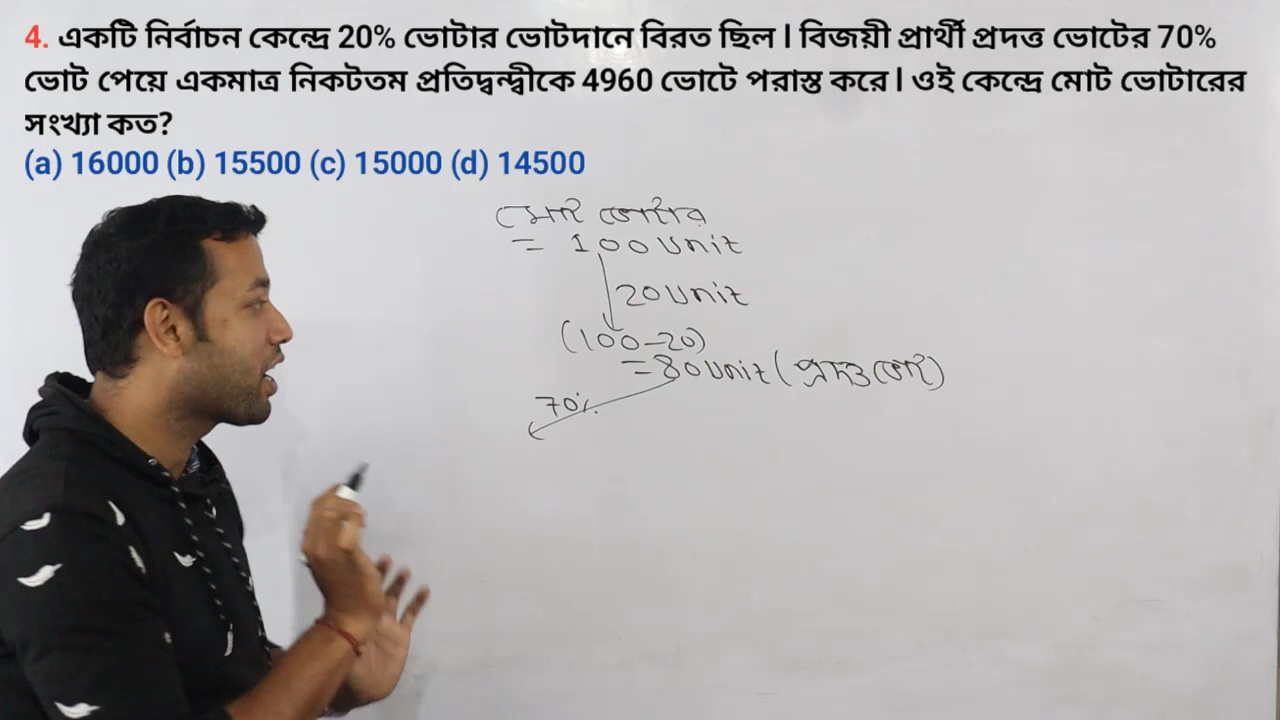 4. একটি নির্বাচন কেন্দ্রে 20% ভোটার ভোটদানে বিরত ছিল l বিজয়ী প্রার্থী প্রদত্ত ভোটের 70%
ভোট পেয়ে একমাত্র নিকটতম প্রতিদ্বন্দ্বীকে 4960 ভোটে পরাস্ত করে l ওই কেন্দ্রে মোট ভোটারের
সংখ্যা কত?
(a) 16000 (b) 15500 (c) 15000 (d) 14500
মোট ভোটার
= 100 Unit
20 Unit
(100-20)
= 80 Unit (প্রদত্ত ভোট)
70%